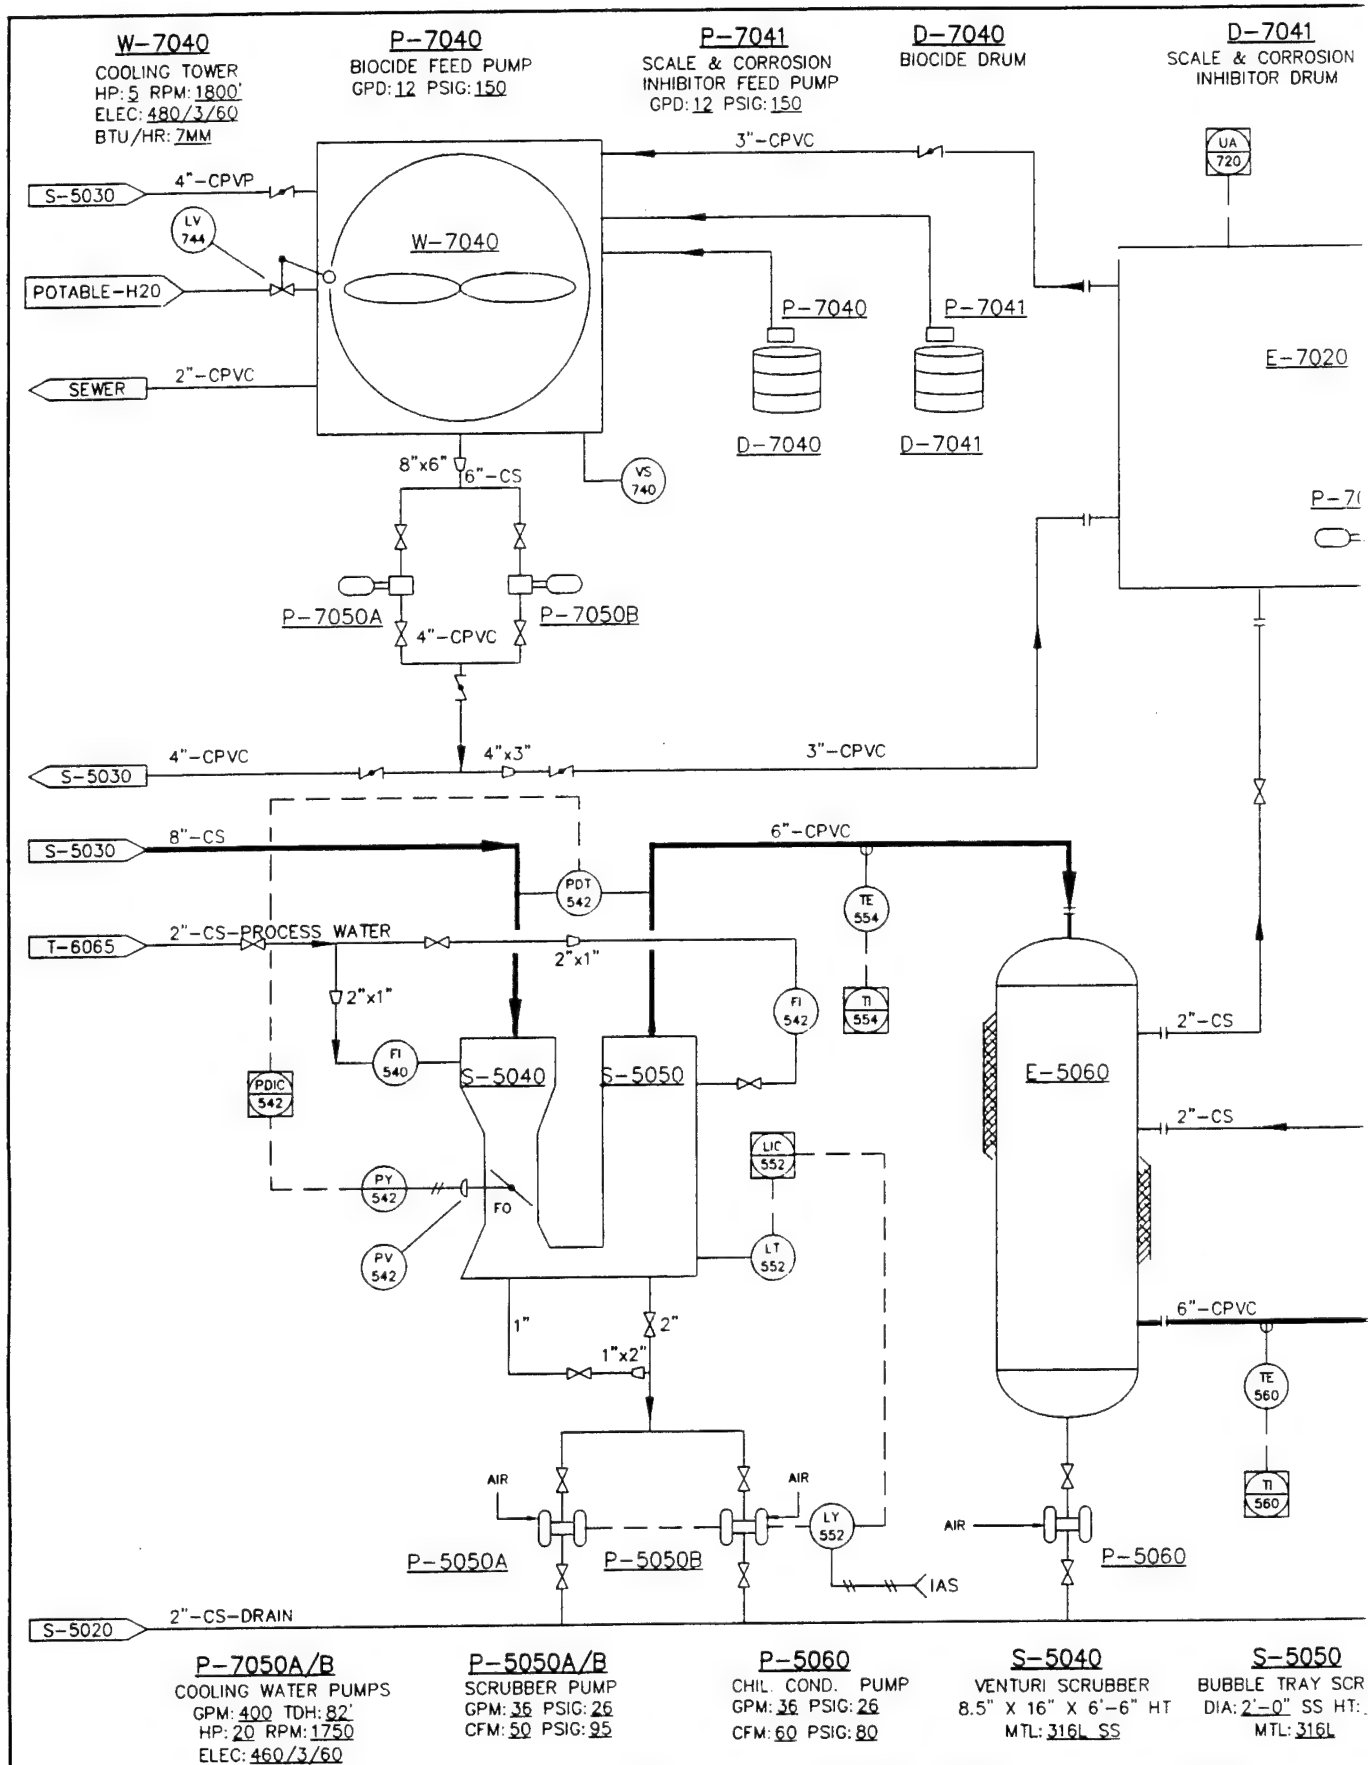 W-7040
COOLING TOWER
HP: 5 RPM: 1800'
ELEC: 480/3/60
BTU/HR: 7MM
P-7040
BIOCIDE FEED PUMP
GPD: 12 PSIG: 150
P-7041
SCALE & CORROSION
INHIBITOR FEED PUMP
GPD: 12 PSIG: 150
D-7040
BIOCIDE DRUM
D-7041
SCALE & CORROSION
INHIBITOR DRUM
3"-CPVC
UA
720
S-5030
4"-CPVP
LV
744
W-7040
POTABLE-H20
P-7040
P-7041
E-7020
SEWER
2"-CPVC
D-7040
D-7041
8"x6"
6"-CS
VS
740
P-70
P-7050A
P-7050B
4"-CPVC
S-5030
4"-CPVC
4"x3"
3"-CPVC
S-5030
8"-CS
6"-CPVC
PDT
542
TE
554
T-6065
2"-CS-PROCESS WATER
2"x1"
2"x1"
FI
542
TI
554
2"-CS
FI
540
S-5040
S-5050
E-5060
PDIC
542
2"-CS
LIC
552
PY
542
FO
PV
542
LT
552
6"-CPVC
1"
2"
1"x2"
TE
560
AIR
AIR
TI
560
LY
552
AIR
P-5050A
P-5050B
P-5060
IAS
S-5020
2"-CS-DRAIN
P-7050A/B
COOLING WATER PUMPS
GPM: 400 TDH: 82'
HP: 20 RPM: 1750
ELEC: 460/3/60
P-5050A/B
SCRUBBER PUMP
GPM: 36 PSIG: 26
CFM: 50 PSIG: 95
P-5060
CHIL. COND. PUMP
GPM: 36 PSIG: 26
CFM: 60 PSIG: 80
S-5040
VENTURI SCRUBBER
8.5" X 16" X 6'-6" HT
MTL: 316L SS
S-5050
BUBBLE TRAY SCR
DIA: 2'-0" SS HT:
MTL: 316L